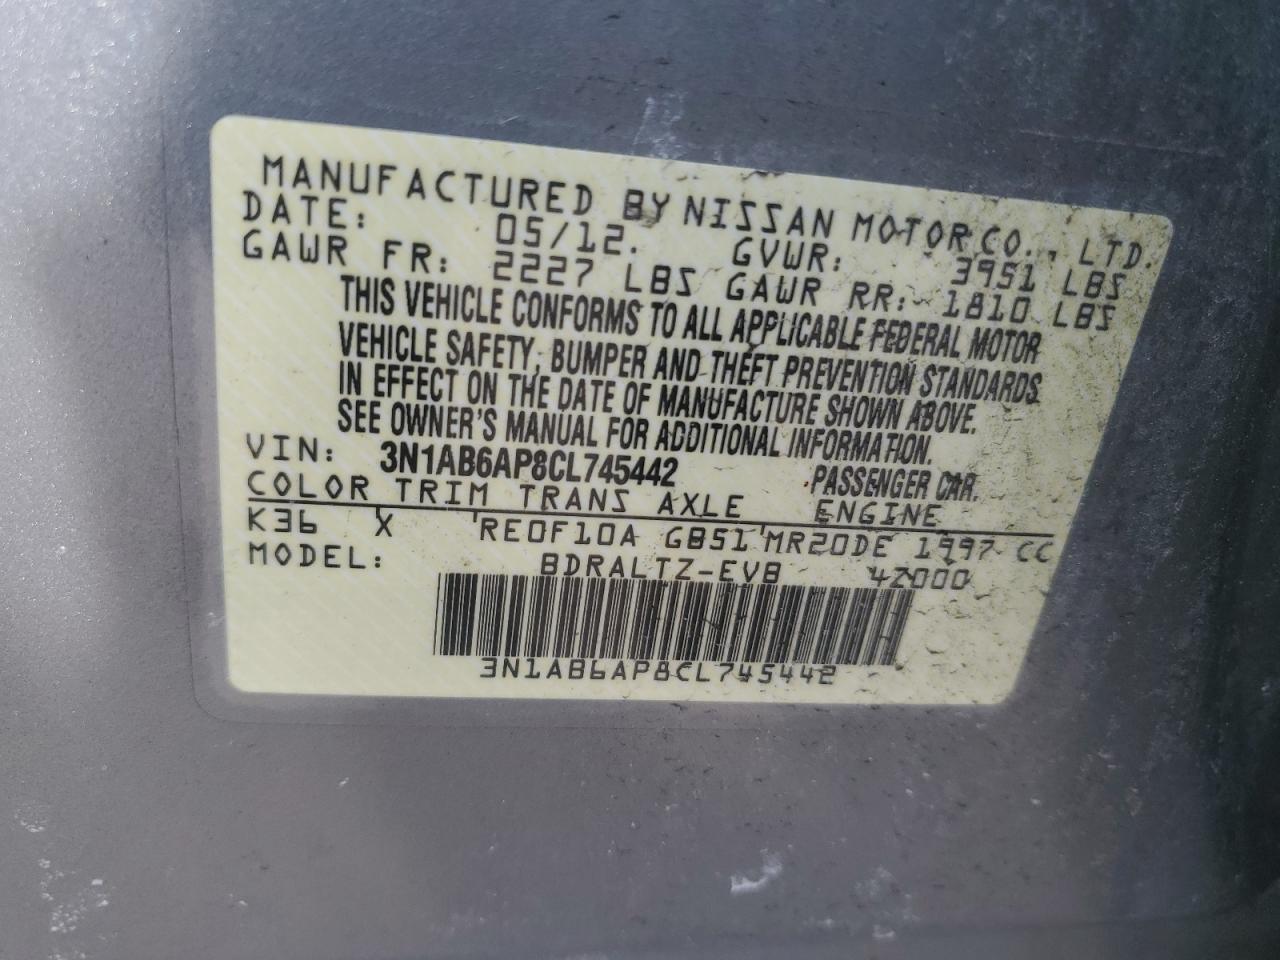 MANUFACTURED BY NISSAN MOTOR CO., LTD.
DATE: 05/12. GVWR: 3951 LBS
GAWR FR: 2227 LBS GAWR RR: 1810 LBS
THIS VEHICLE CONFORMS TO ALL APPLICABLE FEDERAL MOTOR
VEHICLE SAFETY, BUMPER AND THEFT PREVENTION STANDARDS
IN EFFECT ON THE DATE OF MANUFACTURE SHOWN ABOVE.
SEE OWNER'S MANUAL FOR ADDITIONAL INFORMATION.
VIN: 3N1AB6AP8CL745442 PASSENGER CAR.
COLOR TRIM TRANS AXLE ENGINE
K36 X RE0F10A GB51 MR20DE 1997 CC
MODEL: BDRALTZ-EVB 4Z000
3N1AB6AP8CL745442